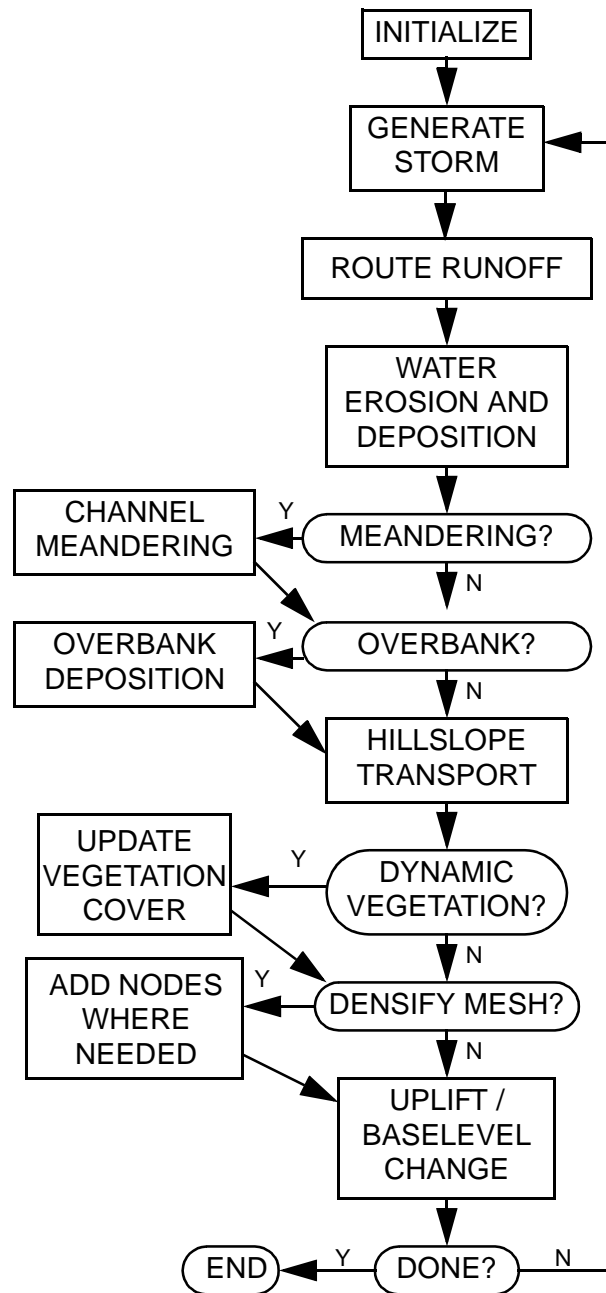 INITIALIZE
GENERATE
STORM
ROUTE RUNOFF
WATER
EROSION AND
DEPOSITION
MEANDERING?
Y
CHANNEL
MEANDERING
N
OVERBANK?
Y
OVERBANK
DEPOSITION
N
HILLSLOPE
TRANSPORT
DYNAMIC
VEGETATION?
Y
UPDATE
VEGETATION
COVER
N
DENSIFY MESH?
Y
ADD NODES
WHERE
NEEDED
N
UPLIFT /
BASELEVEL
CHANGE
DONE?
Y
END
N